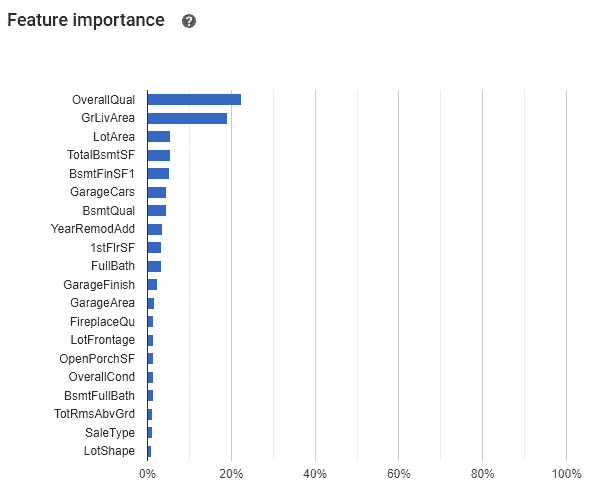 Feature importance ?
OverallQual
GrLivArea
LotArea
TotalBsmtSF
BsmtFinSF1
GarageCars
BsmtQual
YearRemodAdd
1stFlrSF
FullBath
GarageFinish
GarageArea
FireplaceQu
LotFrontage
OpenPorchSF
OverallCond
BsmtFullBath
TotRmsAbvGrd
SaleType
LotShape
0% 20% 40% 60% 80% 100%